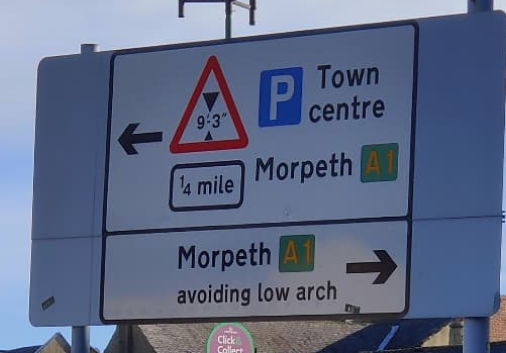 P Town
centre
9'-3"
Morpeth A1
1/4 mile
Morpeth A1
avoiding low arch
Click &
Collect